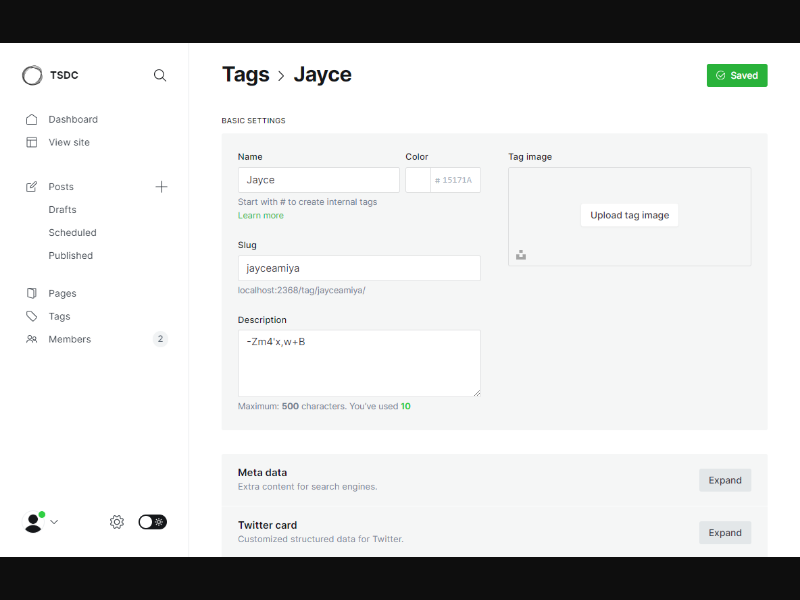 TSDC
Dashboard
View site
Posts
Drafts
Scheduled
Published
Pages
Tags
Members 2
Tags > Jayce
Saved
BASIC SETTINGS
Name
Jayce
Start with # to create internal tags
Learn more
Color
# 15171A
Slug
jayceamiya
localhost:2368/tag/jayceamiya/
Description
-Zm4'x,w+B
Maximum: 500 characters. You've used 10
Tag image
Upload tag image
Meta data
Extra content for search engines.
Expand
Twitter card
Customized structured data for Twitter.
Expand